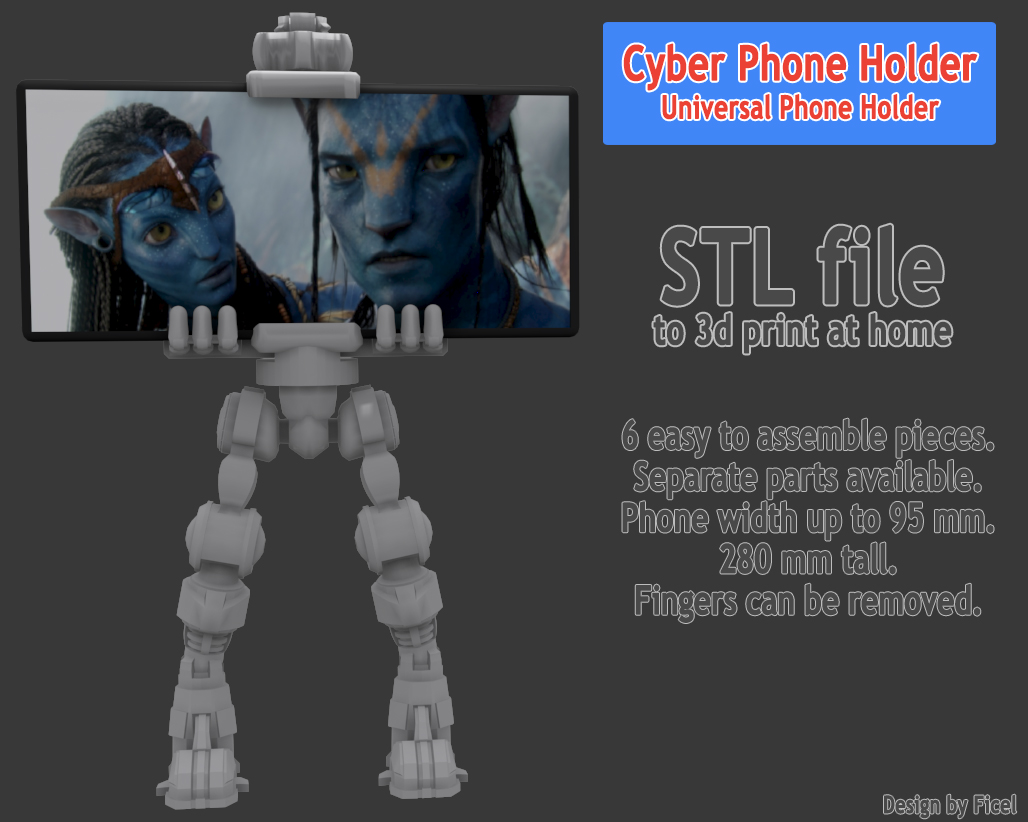 Cyber Phone Holder
Universal Phone Holder
STL file
to 3d print at home
6 easy to assemble pieces.
Separate parts available.
Phone width up to 95 mm.
280 mm tall.
Fingers can be removed.
Design by Ficel